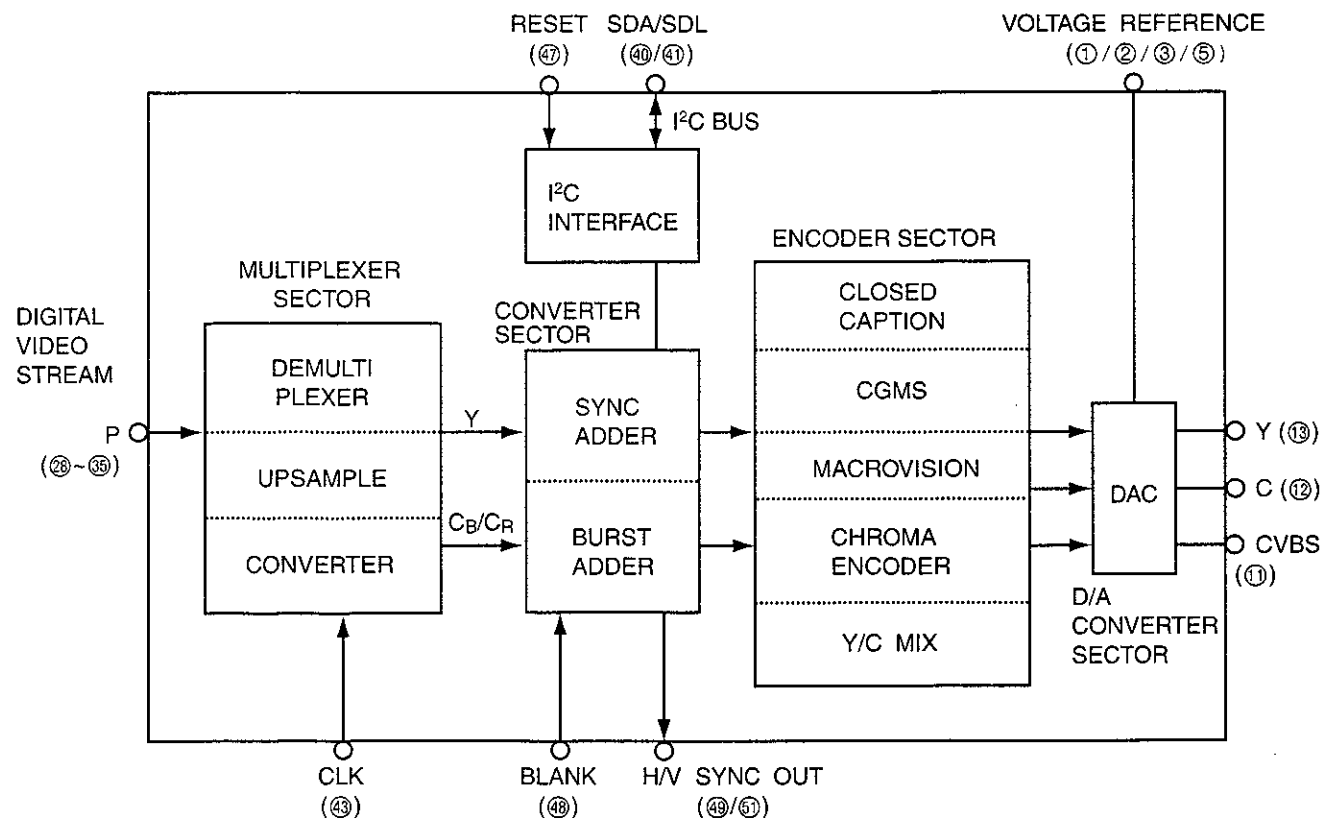 RESET SDA/SDL
(㊼) (㊵/㊶)
VOLTAGE REFERENCE
(①/②/③/⑤)
I²C BUS
I²C
INTERFACE
ENCODER SECTOR
MULTIPLEXER
SECTOR
CONVERTER
SECTOR
CLOSED
CAPTION
DIGITAL
VIDEO
STREAM
DEMULTI
PLEXER
Y
SYNC
ADDER
CGMS
P
(㉘~㉟)
UPSAMPLE
MACROVISION
DAC
Y (⑬)
C (⑫)
CVBS
(⑪)
CB/CR
CONVERTER
BURST
ADDER
CHROMA
ENCODER
D/A
CONVERTER
SECTOR
Y/C MIX
CLK
(㊸)
BLANK
(㊽)
H/V SYNC OUT
(㊾/51)